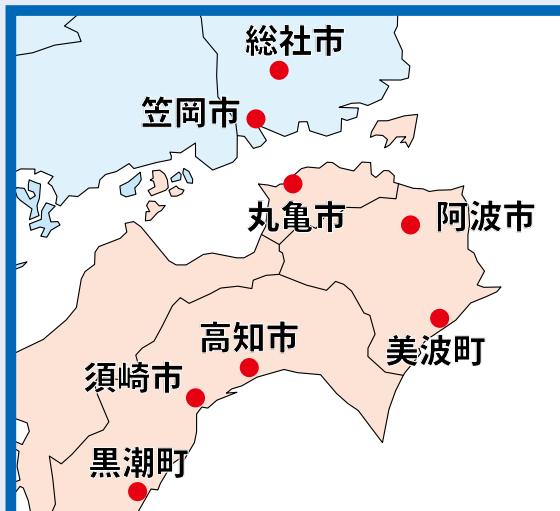 総社市
笠岡市
丸亀市
阿波市
高知市
美波町
須崎市
黒潮町